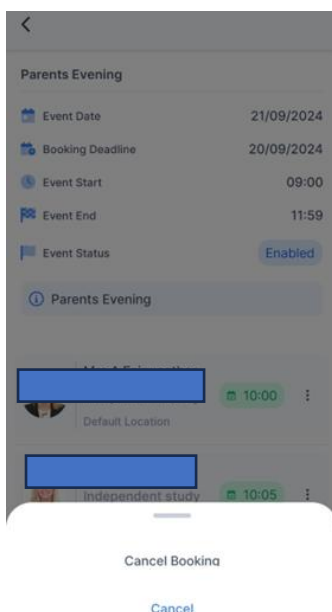 Parents Evening
Event Date 21/09/2024
Booking Deadline 20/09/2024
Event Start 09:00
Event End 11:59
Event Status Enabled
Parents Evening
10:00
Default Location
Independent study 10:05
Cancel Booking
Cancel